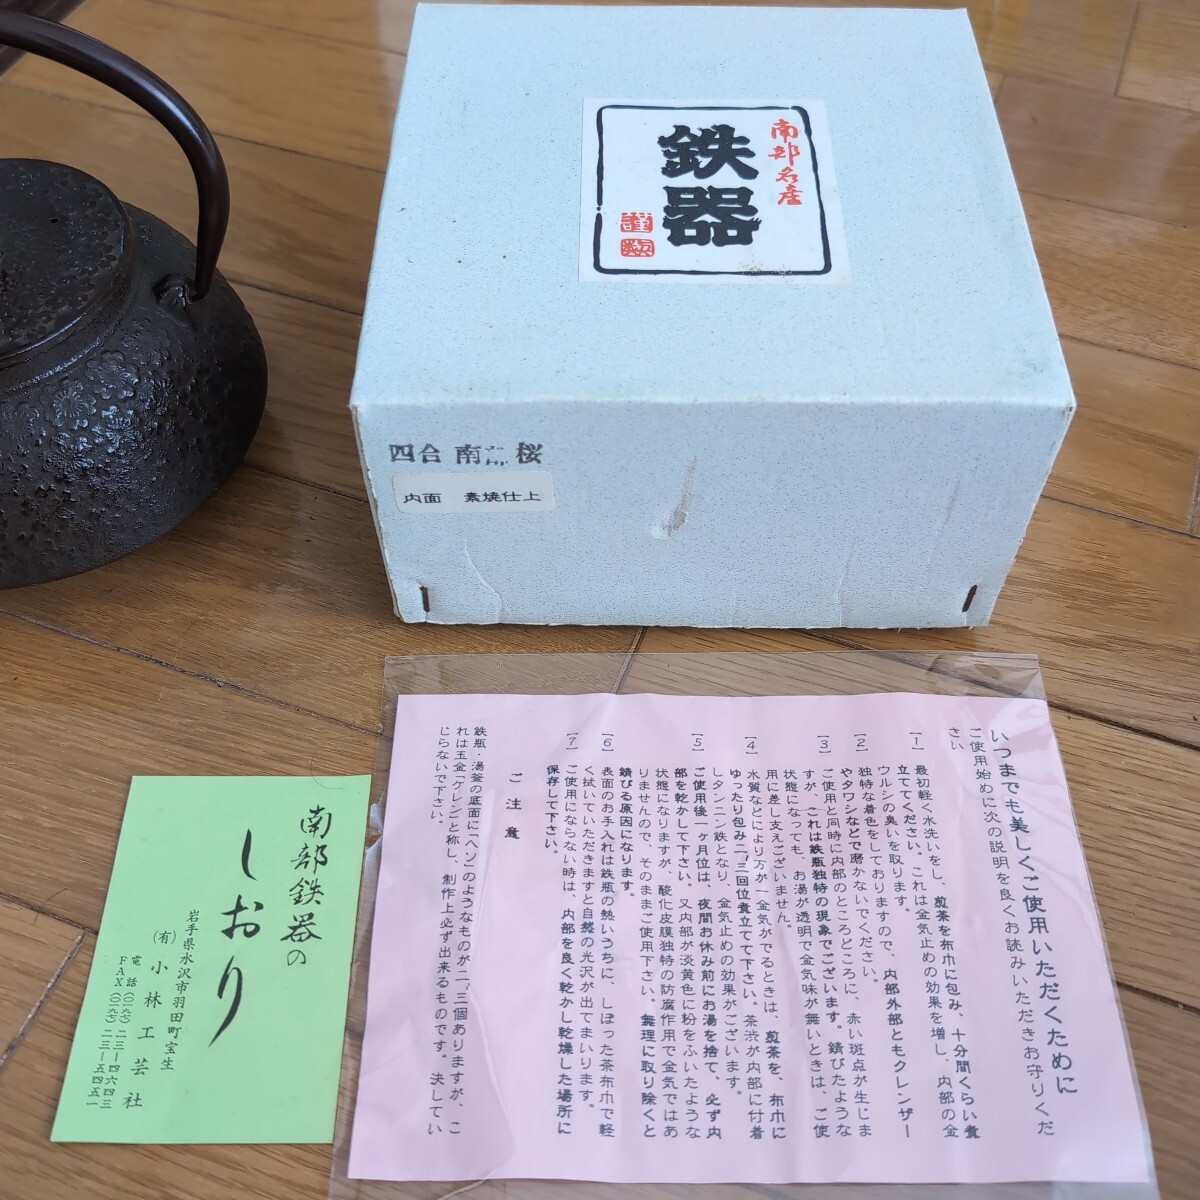 南部名産
鉄器
謹製
四合 南部 桜
内面 素焼仕上
いつまでも美しくご使用いただくために
ご使用始めに次の説明を良くお読みいただきお守りくだ
さい
[1] 最初軽く水洗いをし、煎茶を布巾に包み、十分間くらい煮
立ててください。これは金気止めの効果を増し、内部の金
ウルシの臭いを取ります。
[2] 独特な着色をしておりますので、内部外部ともクレンザー
やタワシなどで磨かないでください。
[3] ご使用と同時に内部のところどころに、赤い斑点が生じま
すが、これは鉄瓶独特の現象でございます。錆びたような
状態になっても、お湯が透明で金気味が無いときは、ご使
用に差し支えございません。
[4] 水質などにより万が一金気がでるときは、煎茶を、布巾に
ゆったり包み二、三回位煮立てて下さい。茶渋が内部に付着
しタンニン鉄となり、金気止めの効果がございます。
[5] ご使用後一ヶ月位は、夜間お休み前にお湯を捨て、必ず内
部を乾かして下さい。又内部が淡黄色に粉をふいたような
状態になりますが、酸化皮膜独特の防腐作用で金気ではあ
りませんので、そのままご使用下さい。無理に取り除くと
錆びる原因になります。
[6] 表面のお手入れは鉄瓶の熱いうちに、しぼった茶布巾で軽
く拭いていただきますと自然の光沢が出てまいります。
[7] ご使用にならない時は、内部を良く乾かし乾燥した場所に
保存して下さい。
ご注意
鉄瓶・湯釜の底面に「ヘソ」のようなものが二、三個ありますが、こ
れは玉金「ケレン」と称し、制作上必ず出来るものです。決してい
じらないで下さい。
南部鉄器の
しおり
岩手県水沢市羽田町宝生
(有)小林工芸社
電話(〇一九七)二三―四六四三
FAX(〇一九七)二三―五四五一